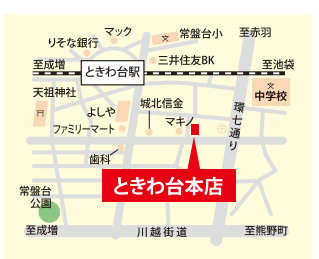 マック
常盤台小
至赤羽
りそな銀行
至成増
ときわ台駅
三井住友BK
至池袋
天祖神社
よしや
城北信金
中学校
ファミリーマート
マキノ
環七通り
歯科
ときわ台本店
常盤台
公園
至成増
川越街道
至熊野町